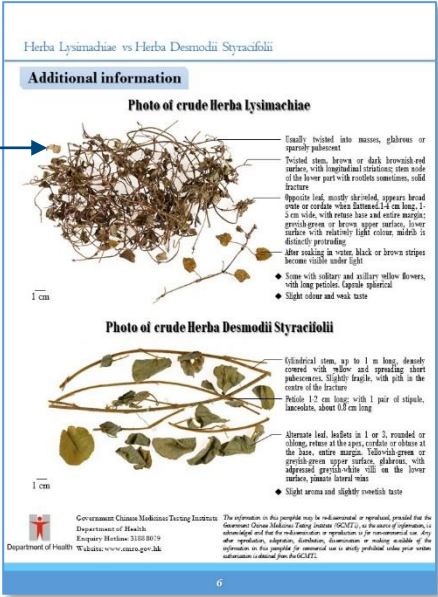 Herba Lysimachiae vs Herba Desmodii Styracifolii
Additional information
Photo of crude Herba Lysimachiae
Usually twisted into masses, glabrous or
sparsely pubescent
Twisted stem, brown or dark brownish-red
surface, with longitudinal striations; stem node
of the lower part with rootlets sometimes, solid
fracture
Opposite leaf, mostly shriveled, appears broad
ovate or cordate when flattened.1-4 cm long, 1-
5 cm wide, with retuse base and entire margin;
greyish-green or brown upper surface, lower
surface with relatively light colour, midrib is
distinctly protruding
After soaking in water, black or brown stripes
become visible under light
◆ Some with solitary and axillary yellow flowers,
with long petioles. Capsule spherical
◆ Slight odour and weak taste
1 cm
Photo of crude Herba Desmodii Styracifolii
Cylindrical stem, up to 1 m long, densely
covered with yellow and spreading short
pubescences. Slightly fragile, with pith in the
centre of the fracture
Petiole 1-2 cm long; with 1 pair of stipule,
lanceolate, about 0.8 cm long
Alternate leaf, leaflets in 1 or 3, rounded or
oblong, retuse at the apex, cordate or obtuse at
the base, entire margin. Yellowish-green or
greyish-green upper surface, glabrous, with
adpressed greyish-white villi on the lower
surface, pinnate lateral veins
◆ Slight aroma and slightly sweetish taste
1 cm
Department of Health
Government Chinese Medicines Testing Institute
Department of Health
Enquiry Hotline: 3188 8079
Website: www.cmro.gov.hk
The information in this pamphlet may be re-disseminated or reproduced, provided that the
Government Chinese Medicines Testing Institute (GCMTI), as the source of information, is
acknowledged and that the re-dissemination or reproduction is for non-commercial use. Any
other reproduction, adaptation, distribution, dissemination or making available of the
information in this pamphlet for commercial use is strictly prohibited unless prior written
authorization is obtained from the GCMTI.
6